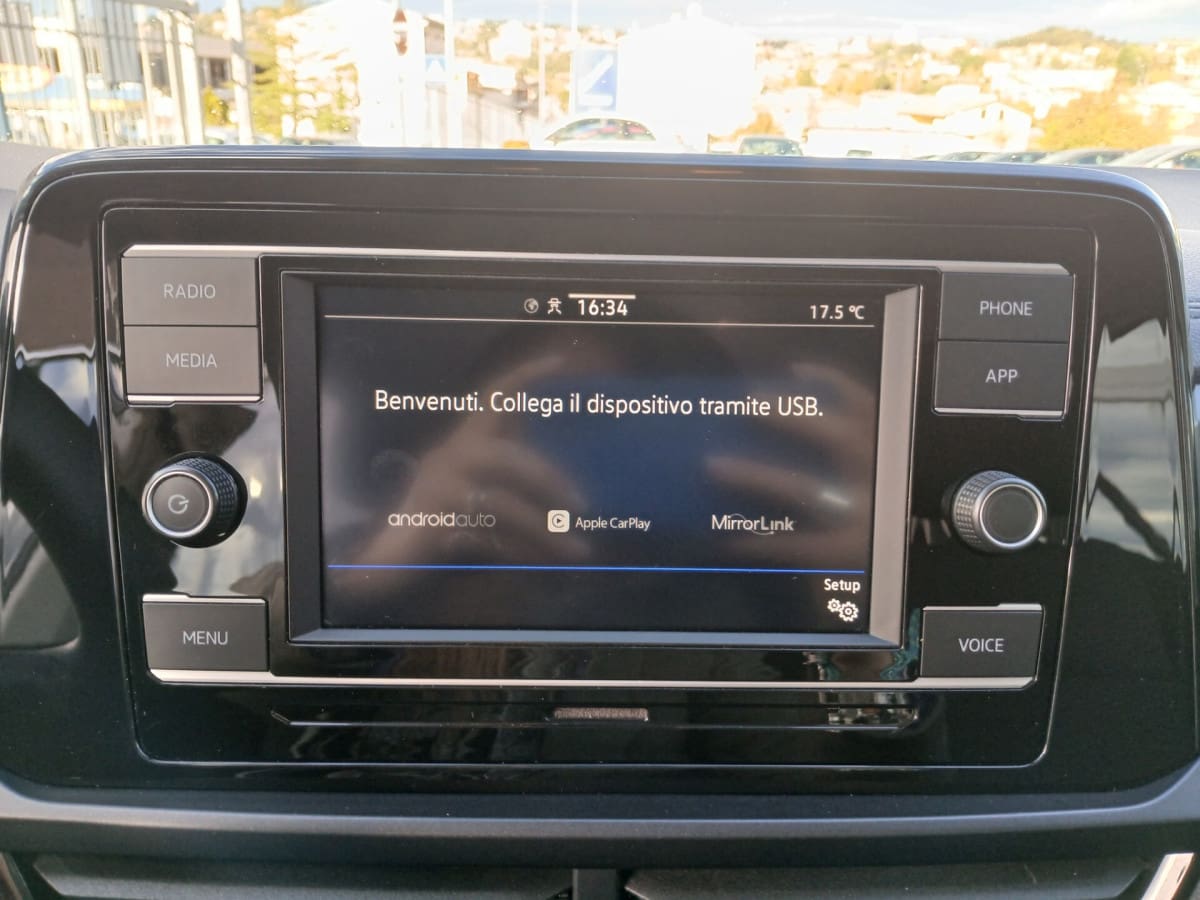 RADIO
MEDIA
16:34
17.5 °C
PHONE
APP
Benvenuti. Collega il dispositivo tramite USB.
androidauto
Apple CarPlay
MirrorLink
Setup
MENU
VOICE